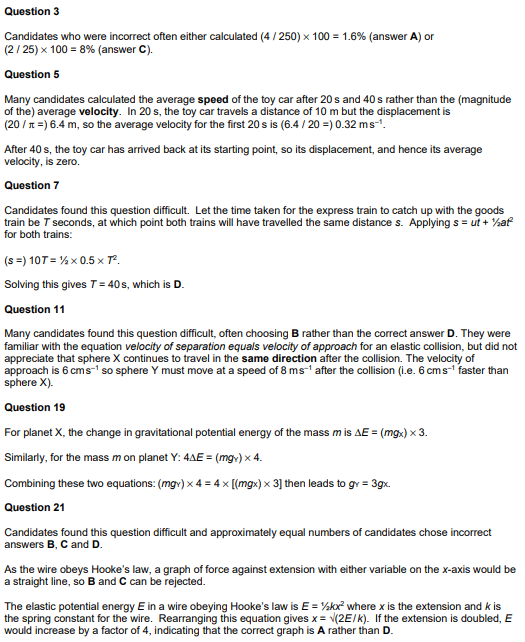 Question 3
Candidates who were incorrect often either calculated (4 / 250) × 100 = 1.6% (answer A) or
(2 / 25) × 100 = 8% (answer C).
Question 5
Many candidates calculated the average speed of the toy car after 20 s and 40 s rather than the (magnitude
of the) average velocity. In 20 s, the toy car travels a distance of 10 m but the displacement is
(20 / π =) 6.4 m, so the average velocity for the first 20 s is (6.4 / 20 =) 0.32 m s⁻¹.
After 40 s, the toy car has arrived back at its starting point, so its displacement, and hence its average
velocity, is zero.
Question 7
Candidates found this question difficult. Let the time taken for the express train to catch up with the goods
train be T seconds, at which point both trains will have travelled the same distance s. Applying s = ut + ½at²
for both trains:
(s =) 10T = ½ × 0.5 × T².
Solving this gives T = 40 s, which is D.
Question 11
Many candidates found this question difficult, often choosing B rather than the correct answer D. They were
familiar with the equation velocity of separation equals velocity of approach for an elastic collision, but did not
appreciate that sphere X continues to travel in the same direction after the collision. The velocity of
approach is 6 cm s⁻¹ so sphere Y must move at a speed of 8 m s⁻¹ after the collision (i.e. 6 cm s⁻¹ faster than
sphere X).
Question 19
For planet X, the change in gravitational potential energy of the mass m is ΔE = (mgₓ) × 3.
Similarly, for the mass m on planet Y: 4ΔE = (mgᵧ) × 4.
Combining these two equations: (mgᵧ) × 4 = 4 × [(mgₓ) × 3] then leads to gᵧ = 3gₓ.
Question 21
Candidates found this question difficult and approximately equal numbers of candidates chose incorrect
answers B, C and D.
As the wire obeys Hooke's law, a graph of force against extension with either variable on the x-axis would be
a straight line, so B and C can be rejected.
The elastic potential energy E in a wire obeying Hooke's law is E = ½kx² where x is the extension and k is
the spring constant for the wire. Rearranging this equation gives x = √(2E / k). If the extension is doubled, E
would increase by a factor of 4, indicating that the correct graph is A rather than D.